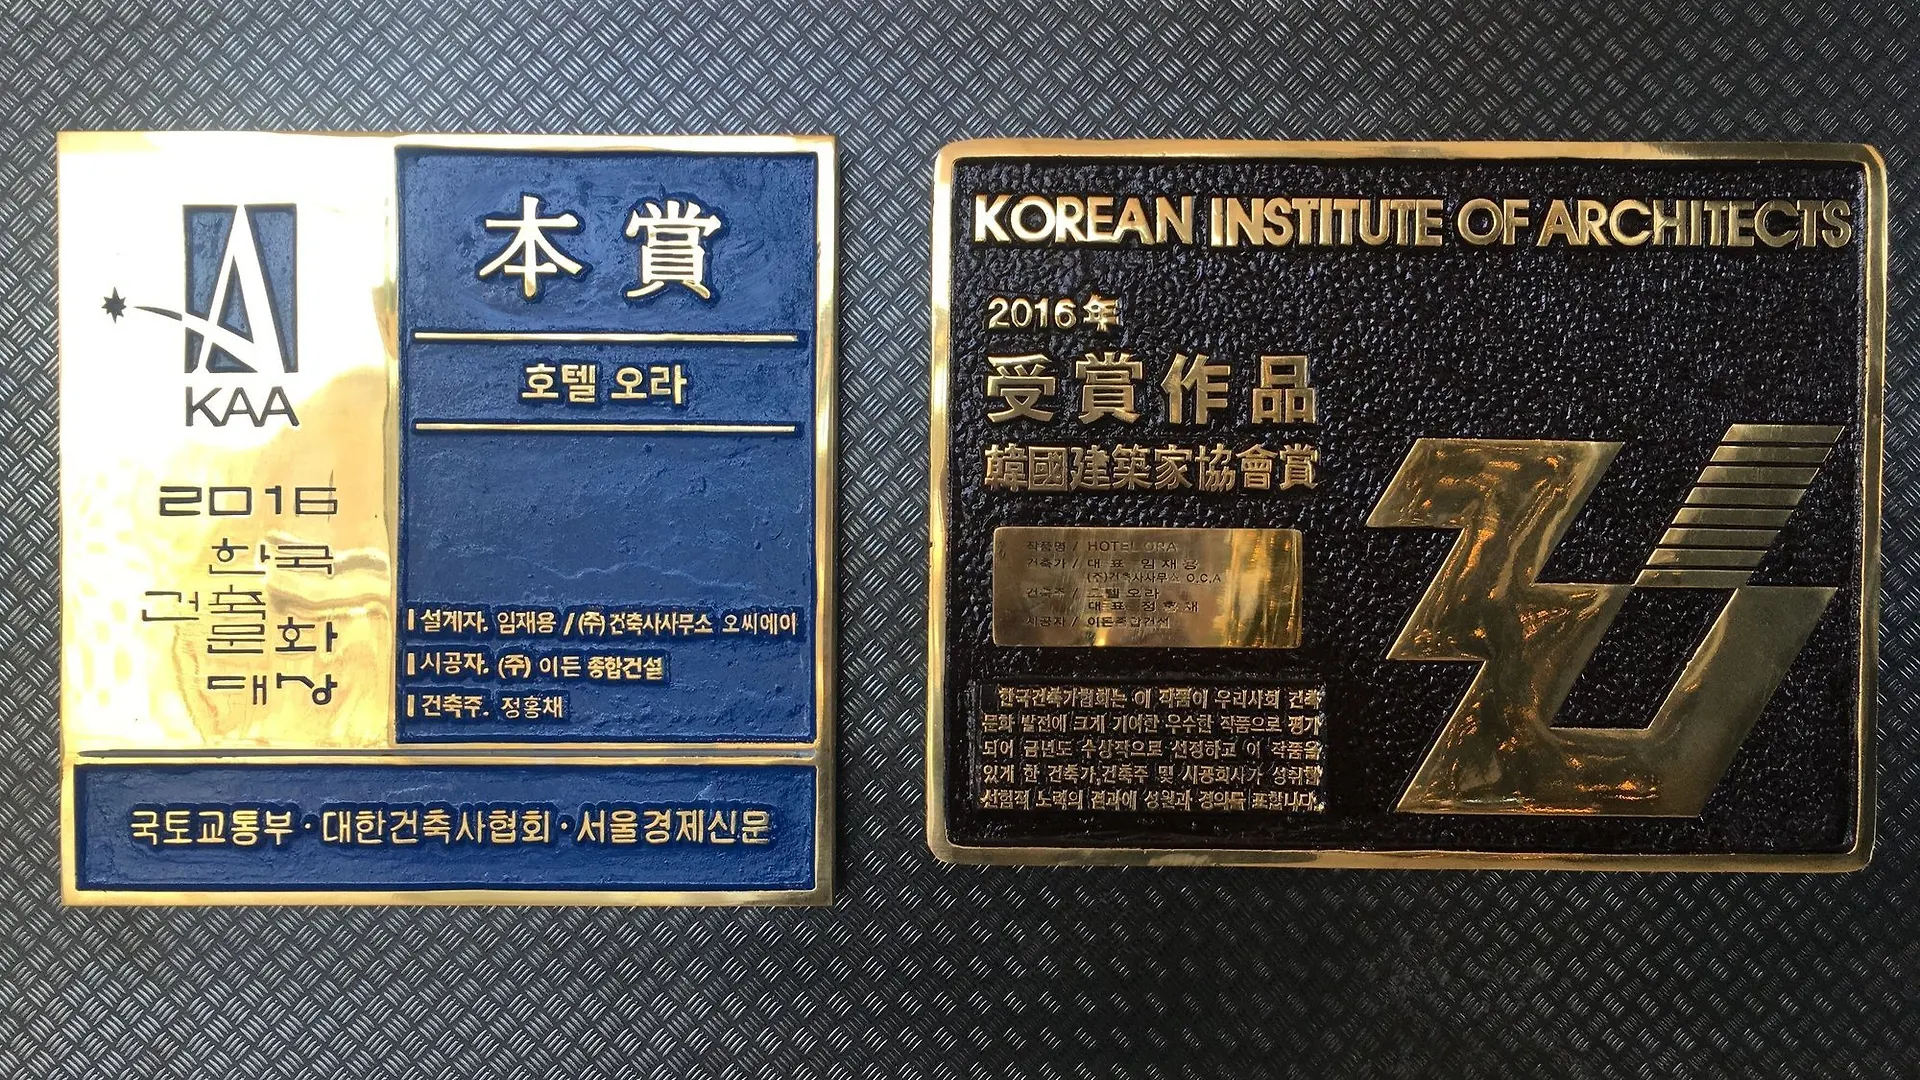 KAA
2016
한국
건축
문화
대상
本賞
호텔 오라
설계자. 임재용 / (주)건축사사무소 오씨에이
시공자. (주) 이든 종합건설
건축주. 정홍채
국토교통부·대한건축사협회·서울경제신문
KOREAN INSTITUTE OF ARCHITECTS
2016年
受賞作品
韓國建築家協會賞
作品명 / HOTEL ORA
건축가 / 대표 임재용
(주)건축사사무소 O.C.A
건축주 / 호텔 오라
대표 정홍채
시공자 / 이든종합건설
한국건축가협회는 이 작품이 우리사회 건축
문화 발전에 크게 기여한 우수한 작품으로 평가
되어 금년도 수상작으로 선정하고 이 작품을
있게 한 건축가,건축주 및 시공회사가 성취한
실험적 노력의 결과에 성원과 경의를 표합니다.